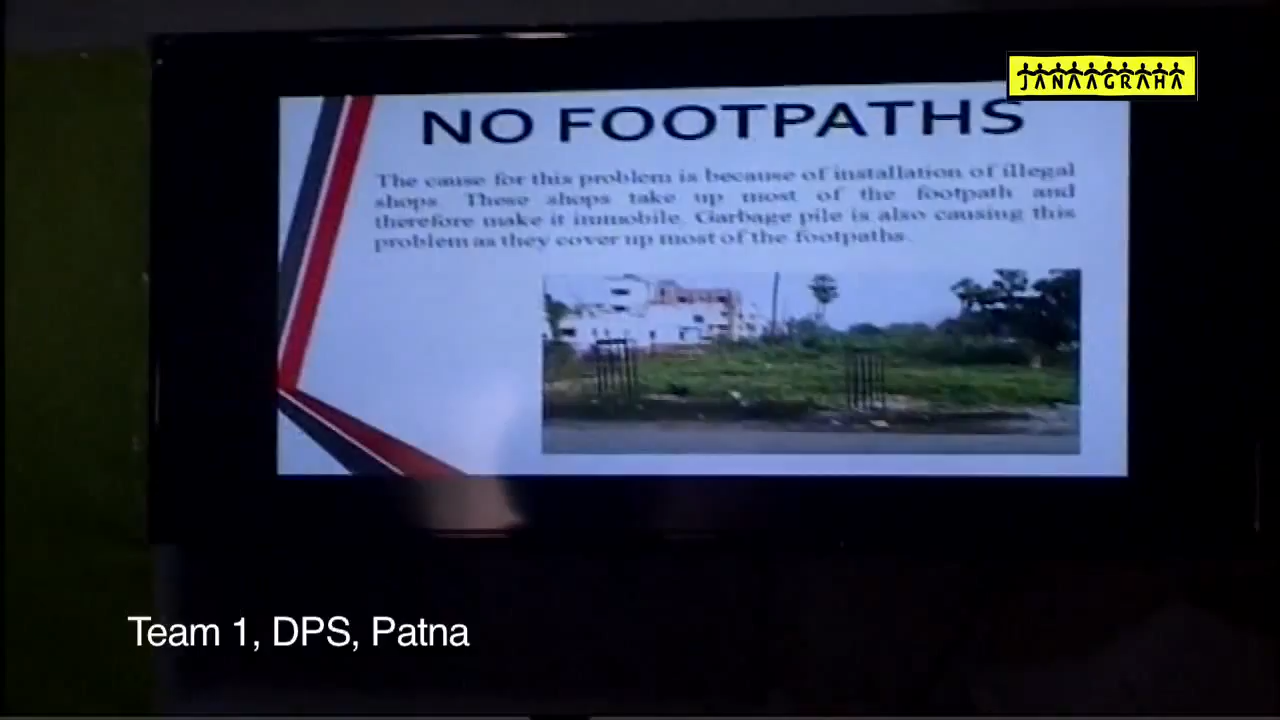 JANAAGRAHA
NO FOOTPATHS
The cause for this problem is because of installation of illegal
shops. These shops take up most of the footpath and
therefore make it immobile. Garbage pile is also causing this
problem as they cover up most of the footpaths.
Team 1, DPS, Patna